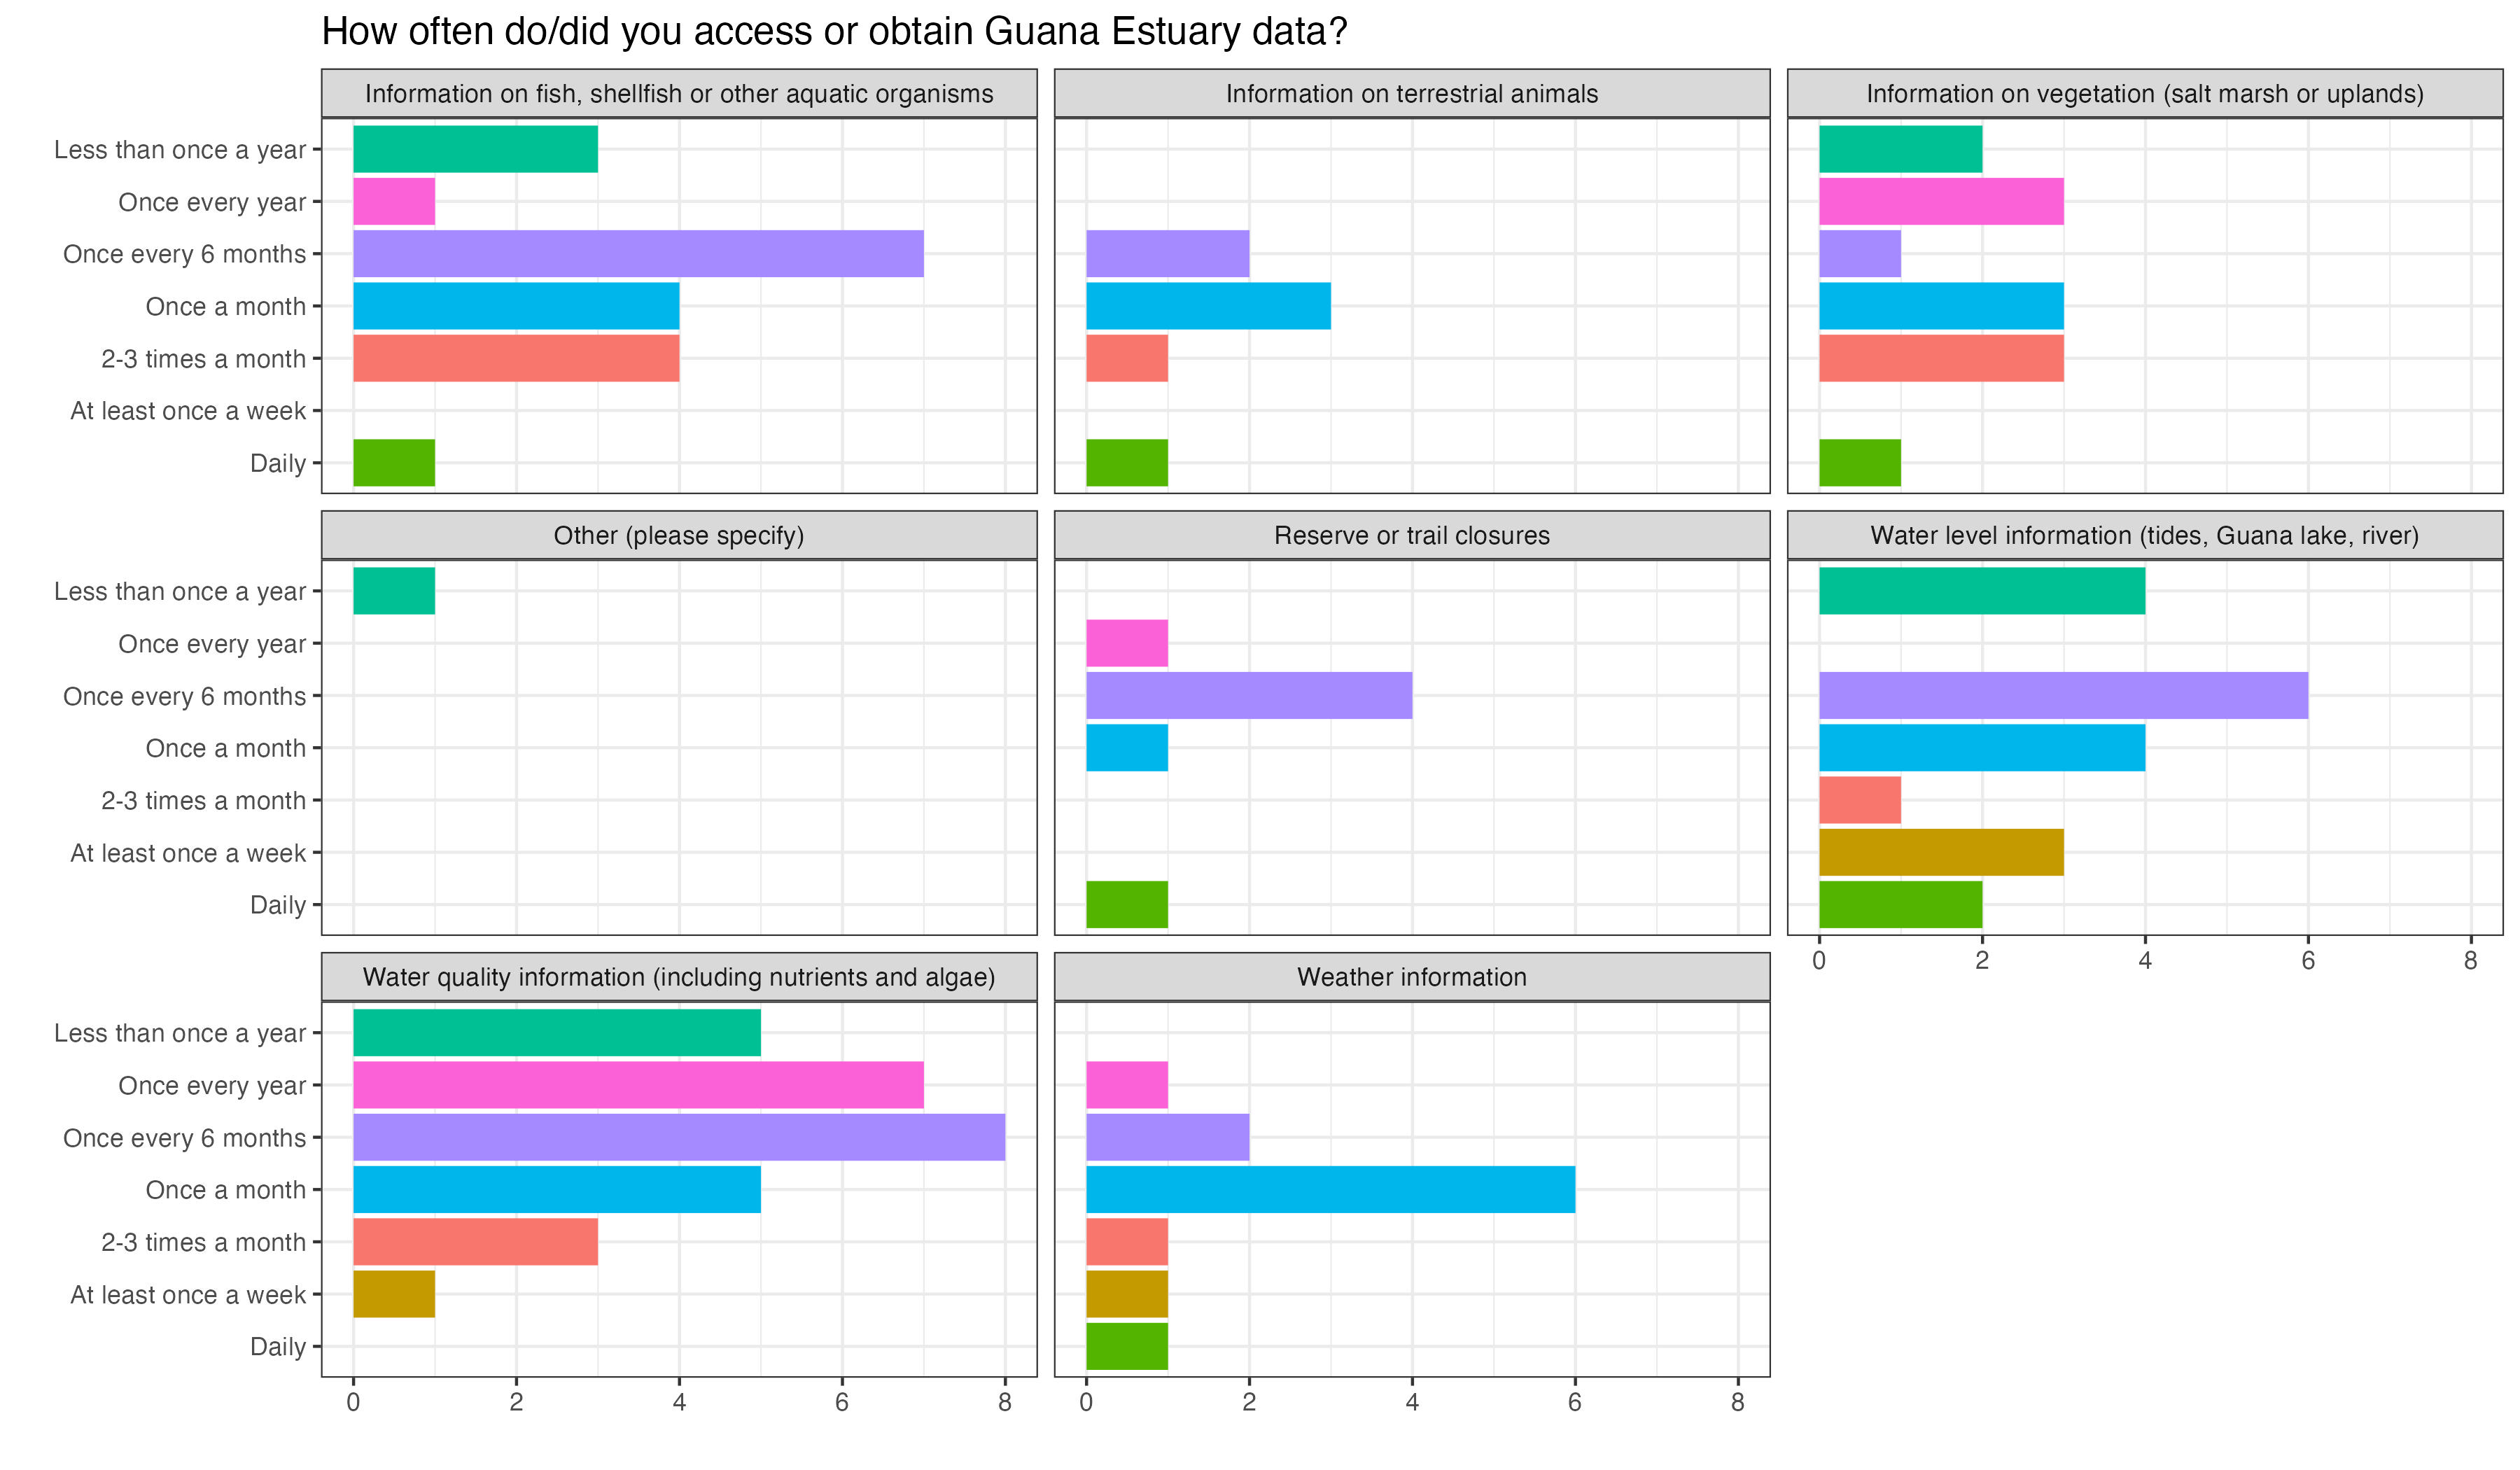 How often do/did you access or obtain Guana Estuary data?
Information on fish, shellfish or other aquatic organisms
Information on terrestrial animals
Information on vegetation (salt marsh or uplands)
Less than once a year
Once every year
Once every 6 months
Once a month
2-3 times a month
At least once a week
Daily
Other (please specify)
Reserve or trail closures
Water level information (tides, Guana lake, river)
Less than once a year
Once every year
Once every 6 months
Once a month
2-3 times a month
At least once a week
Daily
0 2 4 6 8
Water quality information (including nutrients and algae)
Weather information
Less than once a year
Once every year
Once every 6 months
Once a month
2-3 times a month
At least once a week
Daily
0 2 4 6 8
0 2 4 6 8